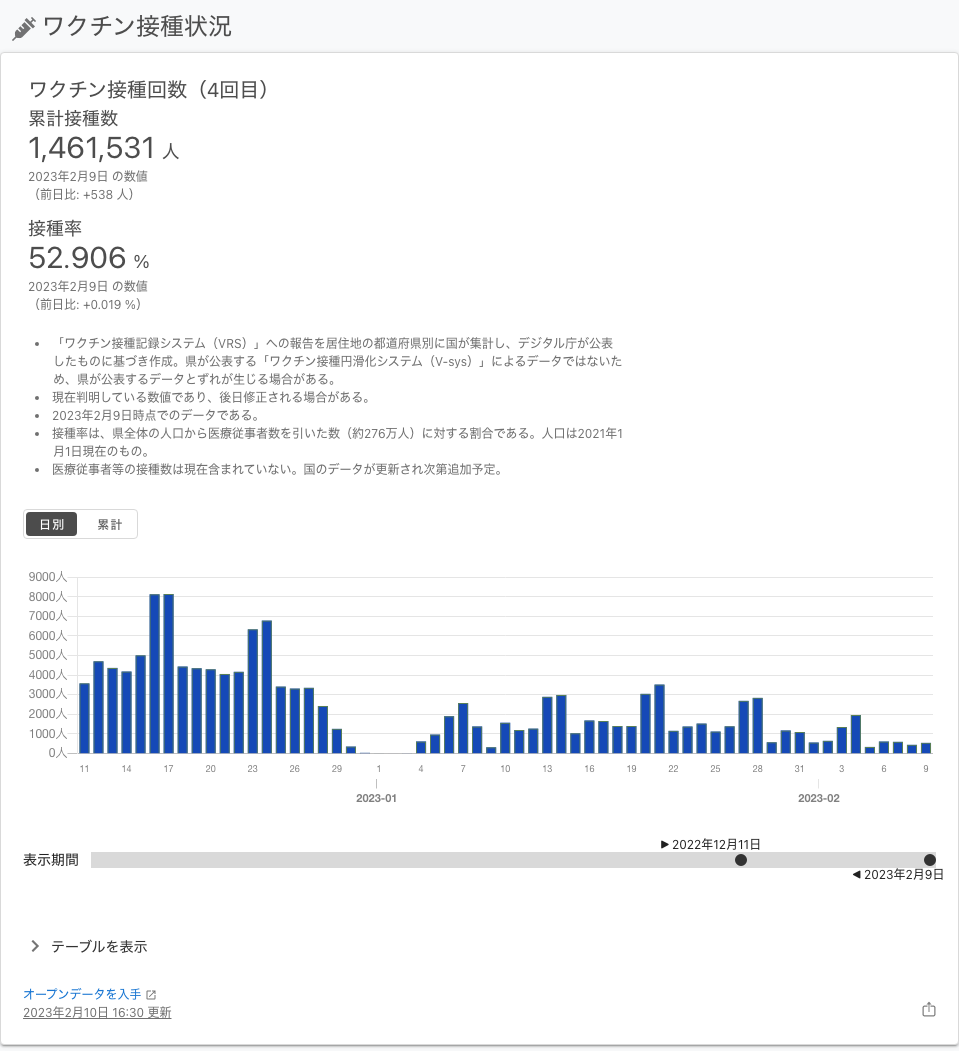 ワクチン接種状況
ワクチン接種回数（4回目）
累計接種数
1,461,531 人
2023年2月9日 の数値
（前日比: +538 人）
接種率
52.906 %
2023年2月9日 の数値
（前日比: +0.019 %）
• 「ワクチン接種記録システム（VRS）」への報告を居住地の都道府県別に国が集計し、デジタル庁が公表
したものに基づき作成。県が公表する「ワクチン接種円滑化システム（V-sys）」によるデータではないた
め、県が公表するデータとずれが生じる場合がある。
• 現在判明している数値であり、後日修正される場合がある。
• 2023年2月9日時点でのデータである。
• 接種率は、県全体の人口から医療従事者数を引いた数（約276万人）に対する割合である。人口は2021年1
月1日現在のもの。
• 医療従事者等の接種数は現在含まれていない。国のデータが更新され次第追加予定。
日別 累計
9000人
8000人
7000人
6000人
5000人
4000人
3000人
2000人
1000人
0人
11 14 17 20 23 26 29 1 4 7 10 13 16 19 22 25 28 31 3 6 9
2023-01 2023-02
▶ 2022年12月11日
表示期間
◀ 2023年2月9日
テーブルを表示
オープンデータを入手
2023年2月10日 16:30 更新